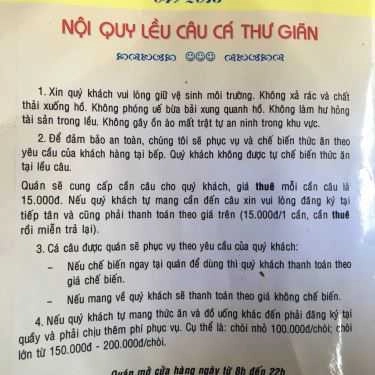 NỘI QUY LỀU CÂU CÁ THƯ GIÃN
1. Xin quý khách vui lòng giữ vệ sinh môi trường. Không xả rác và chất
thải xuống hồ. Không phóng uế bừa bải xung quanh hồ. Không làm hư hỏng
tài sản trong lều. Không gây ồn ào mất trật tự an ninh trong khu vực.
2. Để đảm bảo an toàn, chúng tôi sẽ phục vụ và chế biến thức ăn theo
yêu cầu của khách hàng tại bếp. Quý khách không được tự chế biến thức ăn
tại lều câu.
Quán sẽ cung cấp cần câu cho quý khách, giá thuê mỗi cần câu là
15.000đ. Nếu quý khách tự mang cần đến câu xin vui lòng đăng ký tại
tiếp tân và cũng phải thanh toán theo giá trên (15.000đ/1 cần, cần thuê
rồi miễn trả lại).
3. Cá câu được quán sẽ phục vụ theo yêu cầu của quý khách:
– Nếu chế biến ngay tại quán để dùng thì quý khách thanh toán theo
giá chế biến.
– Nếu mang về quý khách sẽ thanh toán theo giá không chế biến.
4. Nếu quý khách tự mang thức ăn và đồ uống khác đến phải đăng ký tại
quầy và phải chịu thêm phí phục vụ. Cụ thể là: chòi nhỏ 100.000đ/chòi; chòi
lớn từ 150.000đ - 200.000đ/chòi.
Quán mở cửa hàng ngày từ 8h đến 22h